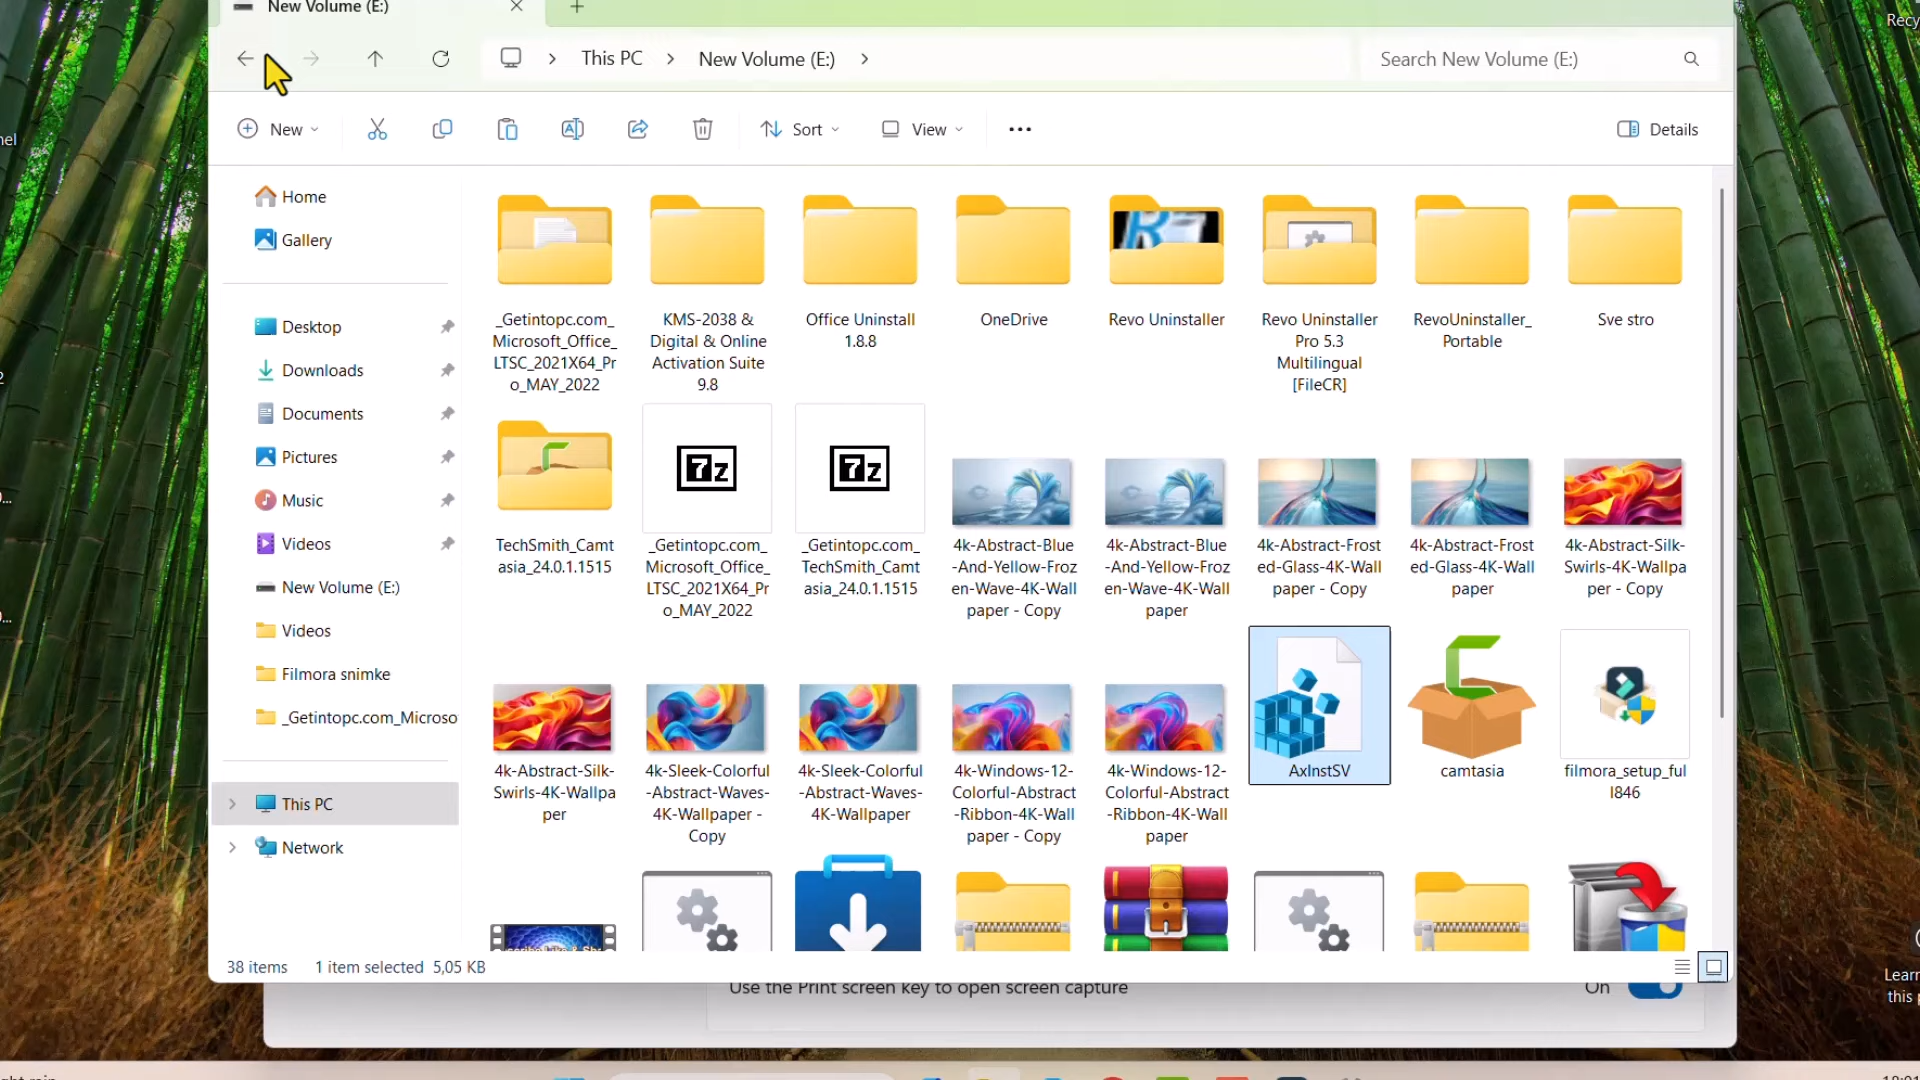 New Volume (E:)
This PC
New Volume (E:)
Search New Volume (E:)
New
Sort
View
Details
Home
Gallery
Desktop
Downloads
Documents
Pictures
Music
Videos
New Volume (E:)
Videos
Filmora snimke
_Getintopc.com_Microso
This PC
Network
_Getintopc.com_
Microsoft_Office_
LTSC_2021X64_Pr
o_MAY_2022
KMS-2038 &
Digital & Online
Activation Suite
9.8
Office Uninstall
1.8.8
OneDrive
Revo Uninstaller
Revo Uninstaller
Pro 5.3
Multilingual
[FileCR]
RevoUninstaller_
Portable
Sve stro
TechSmith_Camt
asia_24.0.1.1515
7z
_Getintopc.com_
Microsoft_Office_
LTSC_2021X64_Pr
o_MAY_2022
7z
_Getintopc.com_
TechSmith_Camt
asia_24.0.1.1515
4k-Abstract-Blue
-And-Yellow-Froz
en-Wave-4K-Wall
paper - Copy
4k-Abstract-Blue
-And-Yellow-Froz
en-Wave-4K-Wall
paper
4k-Abstract-Frost
ed-Glass-4K-Wall
paper - Copy
4k-Abstract-Frost
ed-Glass-4K-Wall
paper
4k-Abstract-Silk-
Swirls-4K-Wallpa
per - Copy
4k-Abstract-Silk-
Swirls-4K-Wallpa
per
4k-Sleek-Colorful
-Abstract-Waves-
4K-Wallpaper -
Copy
4k-Sleek-Colorful
-Abstract-Waves-
4K-Wallpaper
4k-Windows-12-
Colorful-Abstract
-Ribbon-4K-Wall
paper - Copy
4k-Windows-12-
Colorful-Abstract
-Ribbon-4K-Wall
paper
AxInstSV
camtasia
filmora_setup_ful
l846
38 items
1 item selected 5,05 KB
Use the Print screen key to open screen capture
On
Recy
Learn
this p